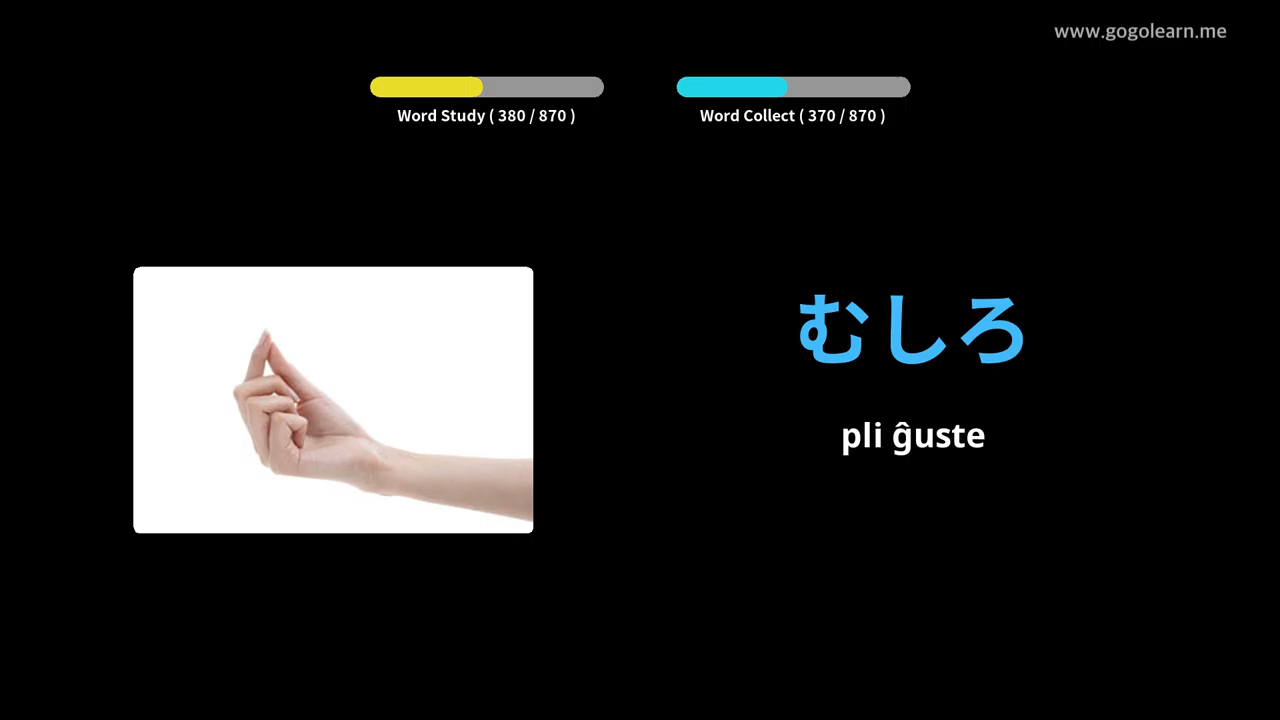 www.gogolearn.me
Word Study ( 380 / 870 )
Word Collect ( 370 / 870 )
むしろ
pli ĝuste